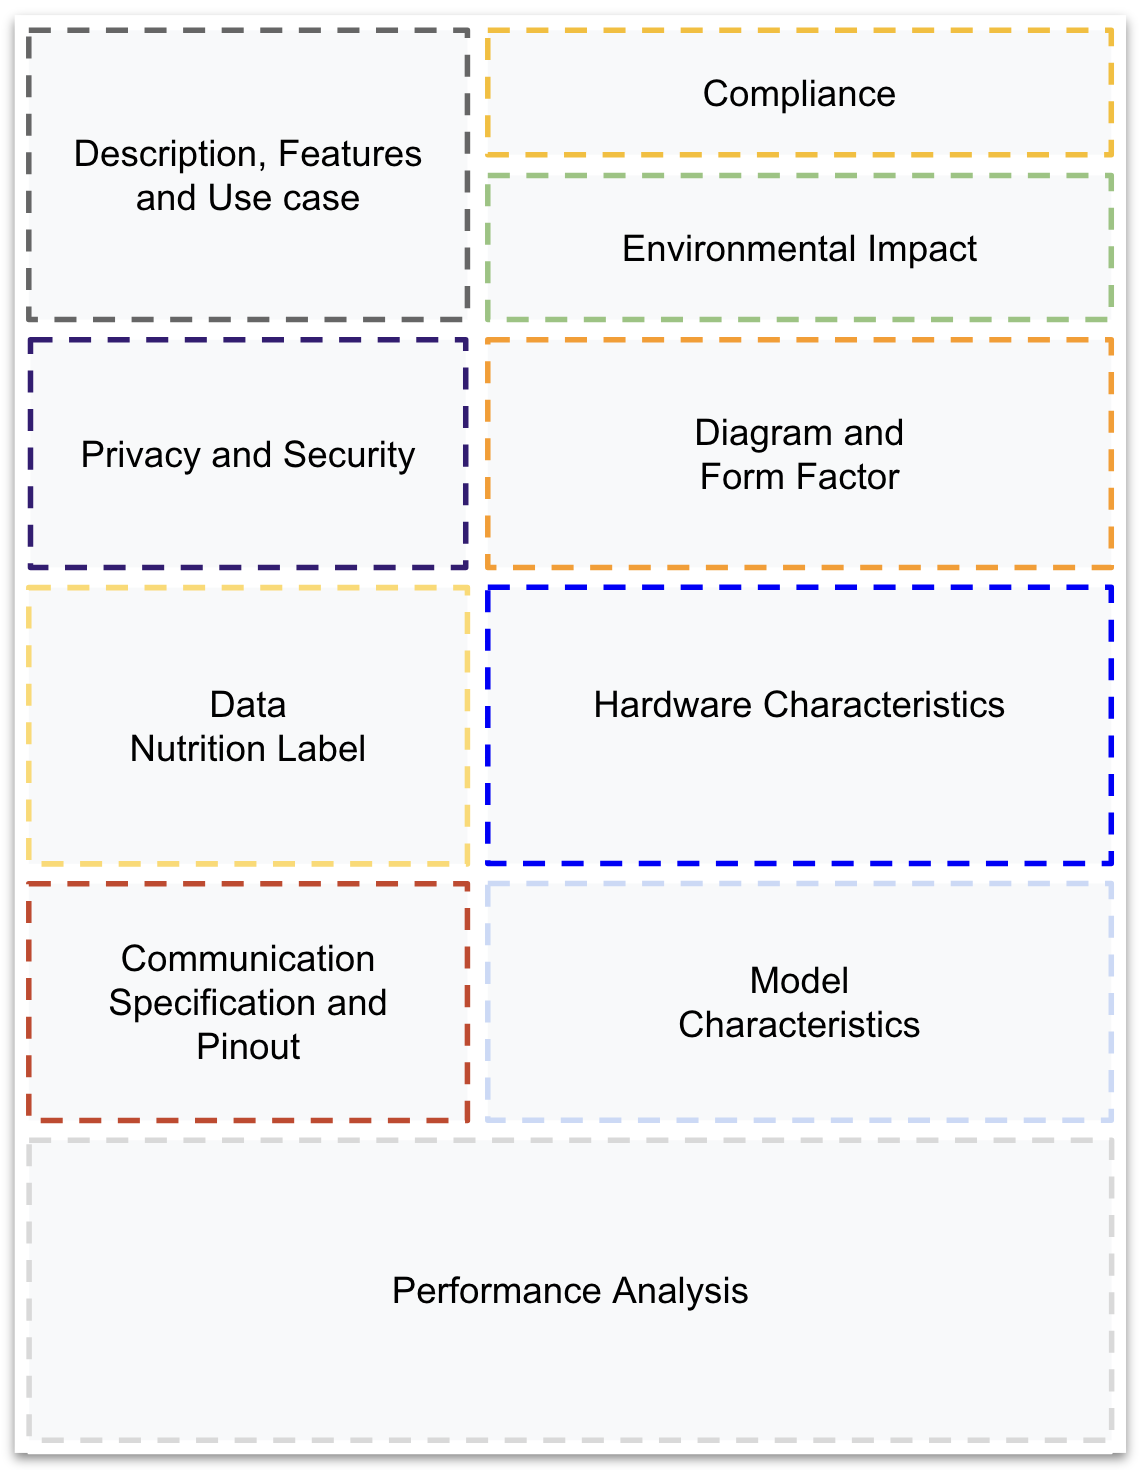 Description, Features
and Use case
Compliance
Environmental Impact
Privacy and Security
Diagram and
Form Factor
Data
Nutrition Label
Hardware Characteristics
Communication
Specification and
Pinout
Model
Characteristics
Performance Analysis